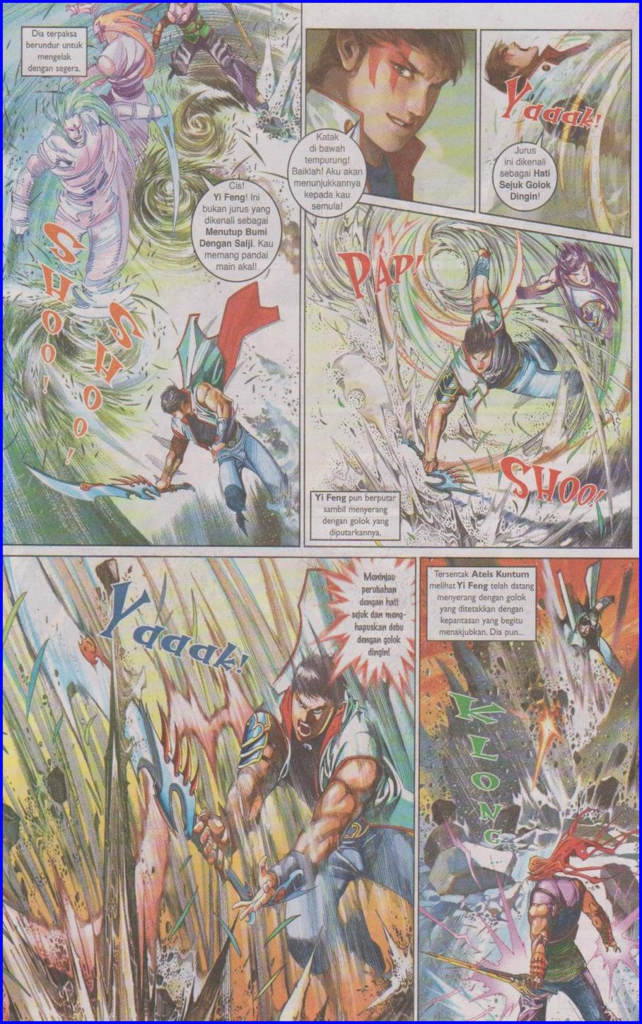 Dia terpaksa
berundur untuk
mengelak
dengan segera.
Cis!
Yi Feng! Ini
bukan jurus yang
dikenali sebagai
Menutup Bumi
Dengan Salji. Kau
memang pandai
main akal!
SHOO!
SHOO!
Katak
di bawah
tempurung!
Baiklah! Aku akan
menunjukkannya
kepada kau
semula!
Yaaak!
Jurus
ini dikenali
sebagai Hati
Sejuk Golok
Dingin!
PAP!
SHOO!
Yi Feng pun berputar
sambil menyerang
dengan golok yang
diputarkannya.
Yaaak!
Meninjau
perubahan
dengan hati
sejuk dan meng-
hapuskan debu
dengan golok
dingin!
Tersentak Ateis Kuntum
melihat Yi Feng telah datang
menyerang dengan golok
yang ditetakkan dengan
kepantasan yang begitu
menakjubkan. Dia pun...
KLONG